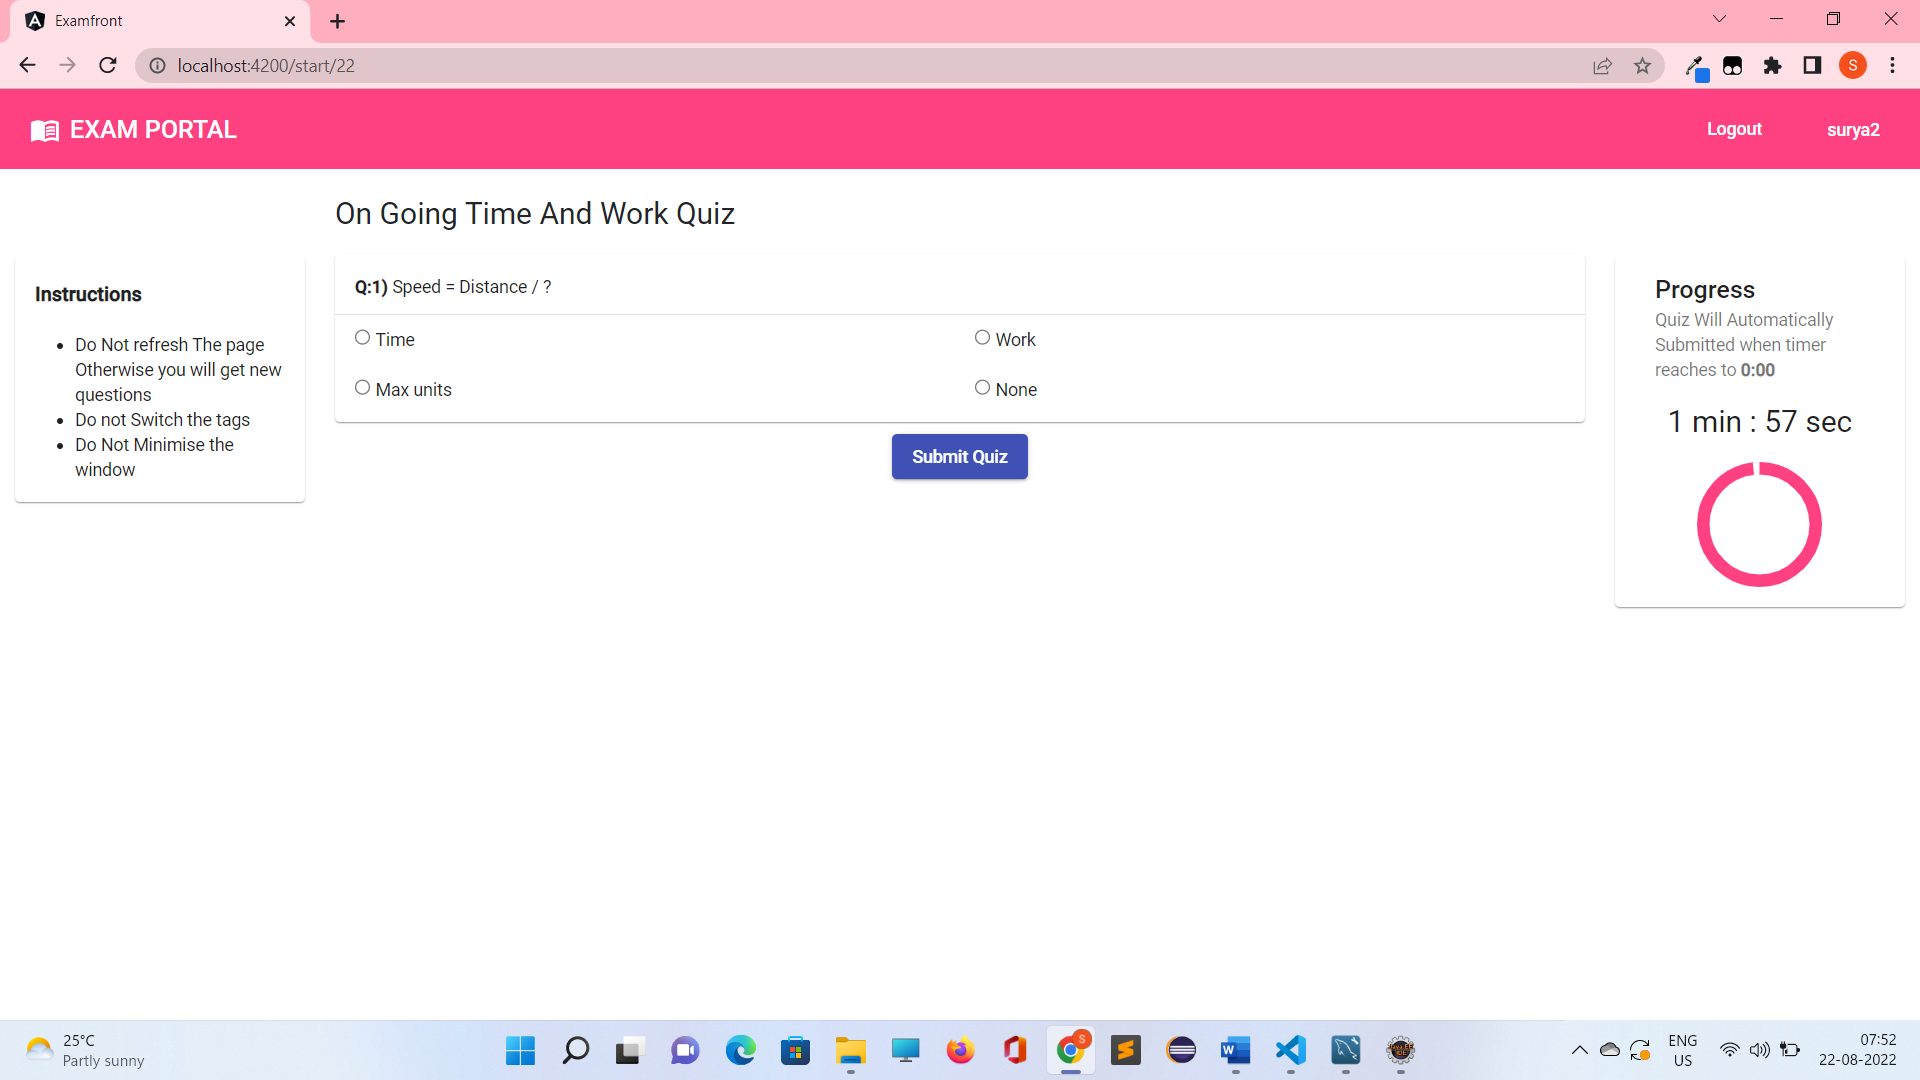 Examfront
localhost:4200/start/22
S
EXAM PORTAL
Logout
surya2
On Going Time And Work Quiz
Instructions
Do Not refresh The page
Otherwise you will get new
questions
Do not Switch the tags
Do Not Minimise the
window
Q:1) Speed = Distance / ?
Time
Work
Max units
None
Submit Quiz
Progress
Quiz Will Automatically
Submitted when timer
reaches to 0:00
1 min : 57 sec
25°C
Partly sunny
S
ENG
US
07:52
22-08-2022